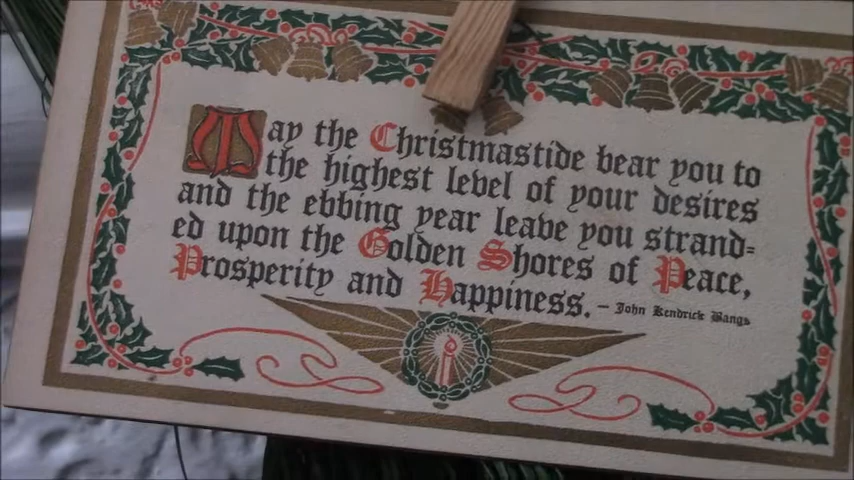 May the Christmastide bear you to
the highest level of your desires
and the ebbing year leave you strand=
ed upon the Golden Shores of Peace,
Prosperity and Happiness. – John Kendrick Bangs